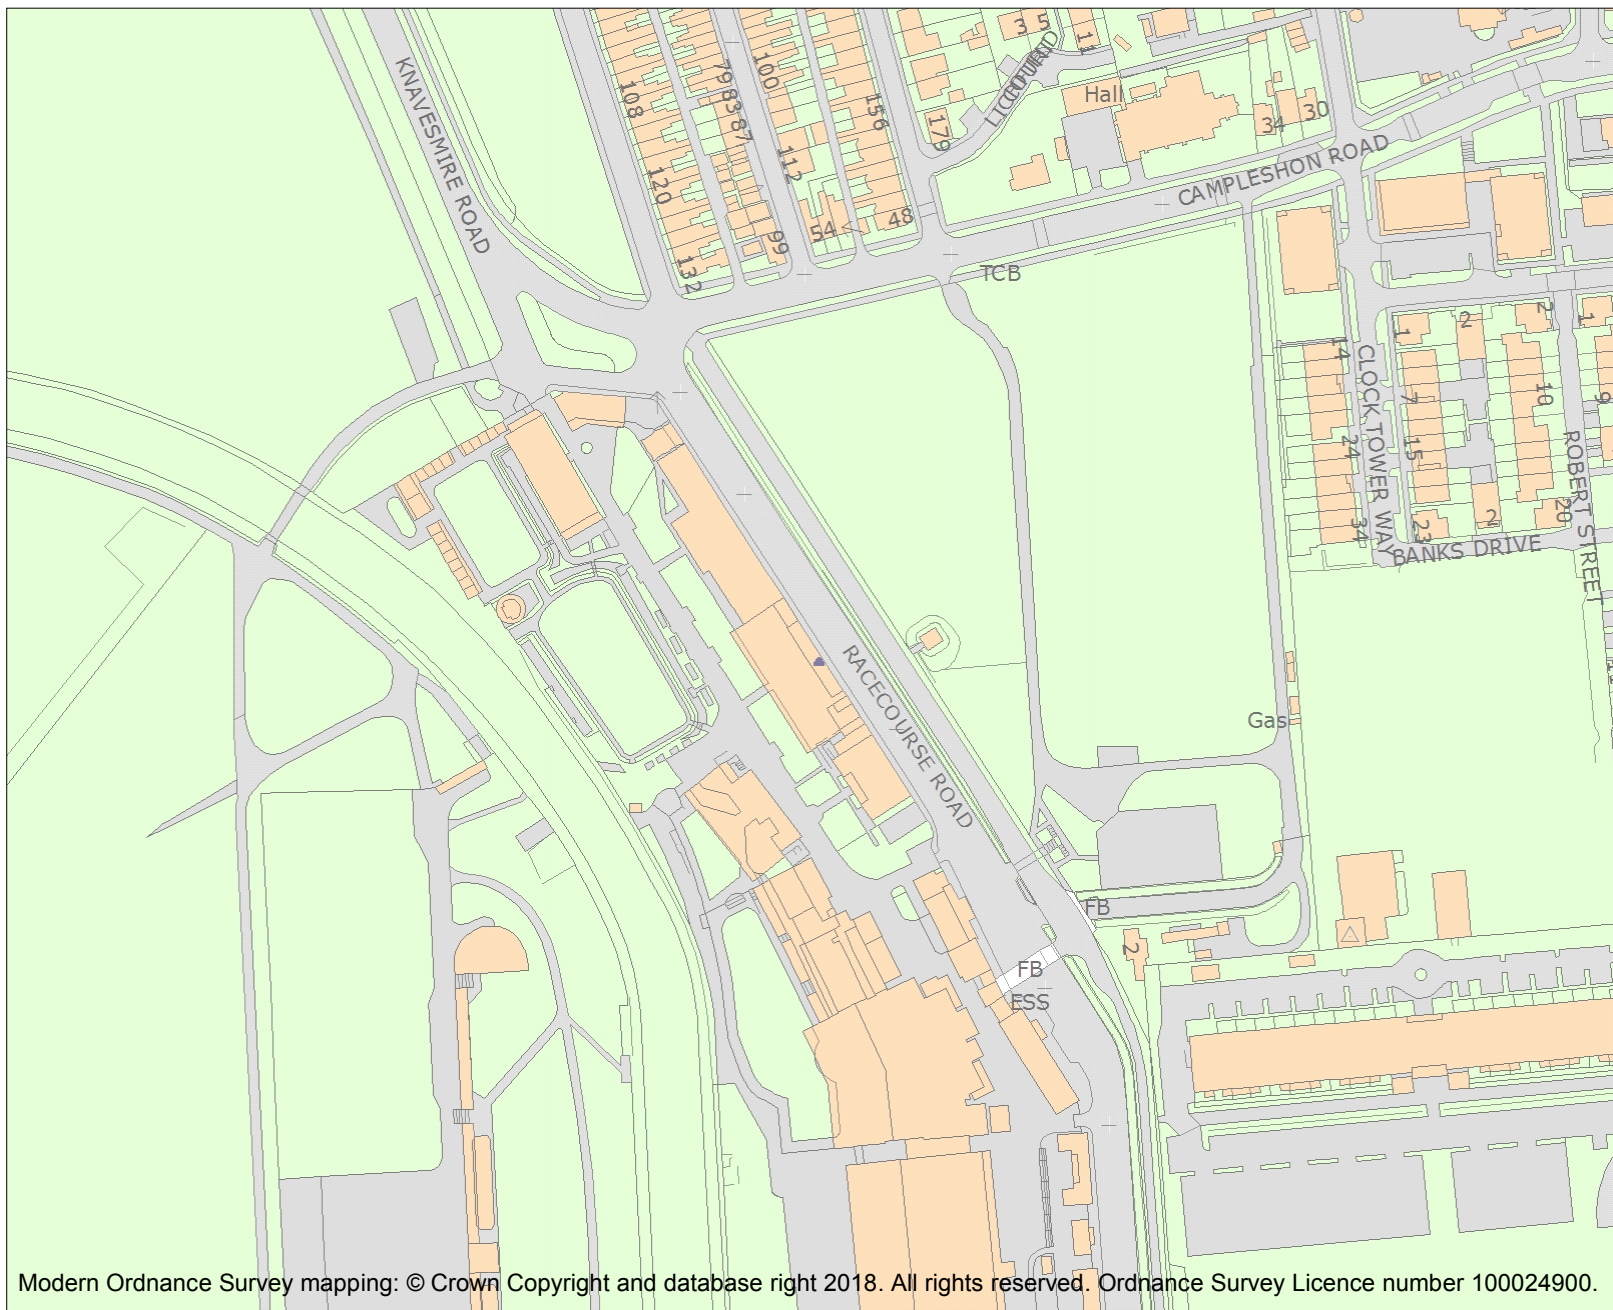 KNAVESMIRE ROAD
108
120
132
79
83
87
99
100
112
156
54
48
179
3
5
11
Hall
34
30
CAMPLESHON ROAD
TCB
14
24
34
CLOCK TOWER WAY
1
7
15
23
2
2
2
10
20
1
9
ROBERT STREET
BANKS DRIVE
RACECOURSE ROAD
Gas
FB
FB
ESS
2
Modern Ordnance Survey mapping: © Crown Copyright and database right 2018. All rights reserved. Ordnance Survey Licence number 100024900.